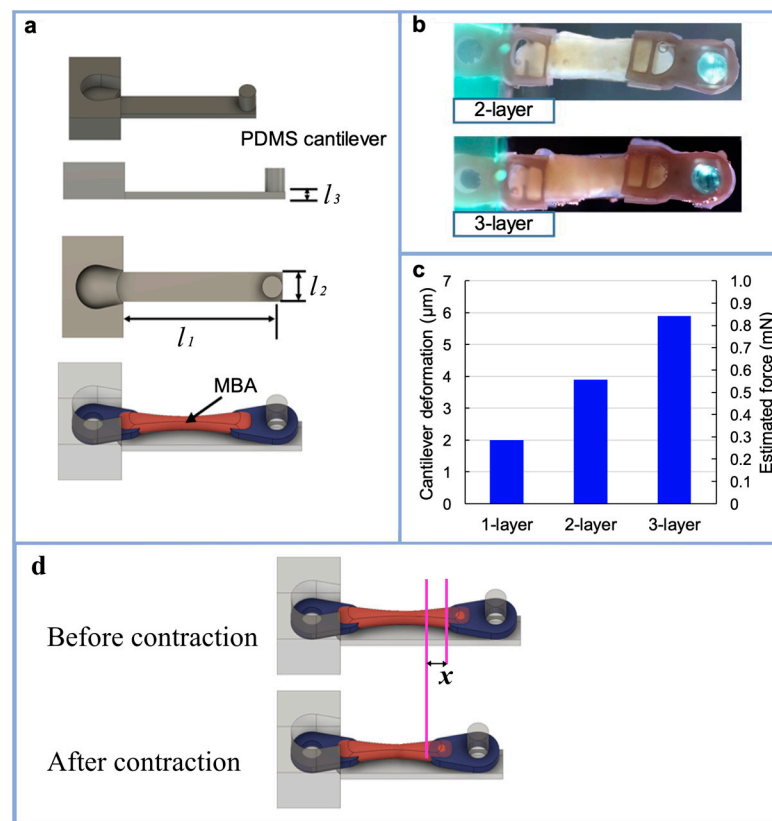 a
PDMS cantilever
l3
l2
l1
MBA
b
2-layer
3-layer
c
7
6
5
4
3
2
1
0
Cantilever deformation (µm)
1.0
0.9
0.8
0.7
0.6
0.5
0.4
0.3
0.2
0.1
0
Estimated force (mN)
1-layer 2-layer 3-layer
d
Before contraction
x
After contraction